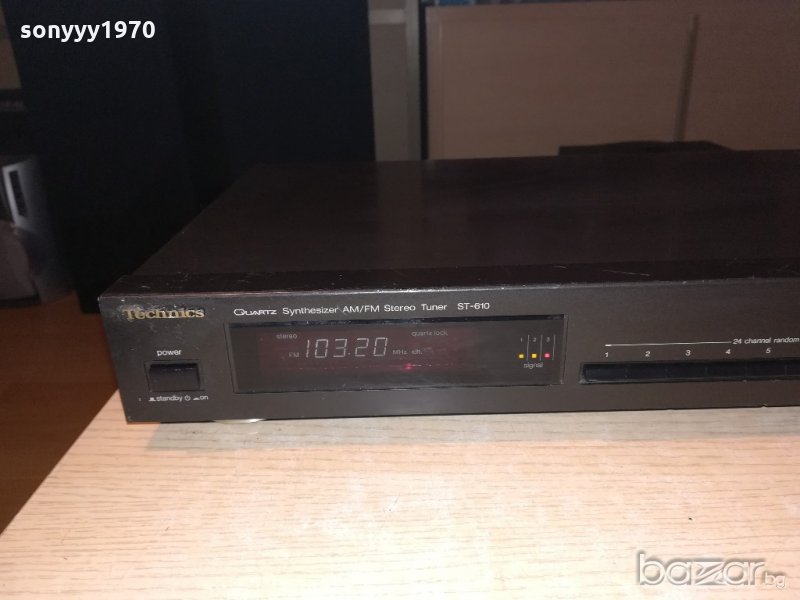 sonyyy1970
Technics
QUARTZ Synthesizer AM/FM Stereo Tuner ST-610
stereo
quartz lock
FM 103.20 MHz
1 2 3
signal
power
standby on
24 channel random
1 2 3 4 5
bazar.bg